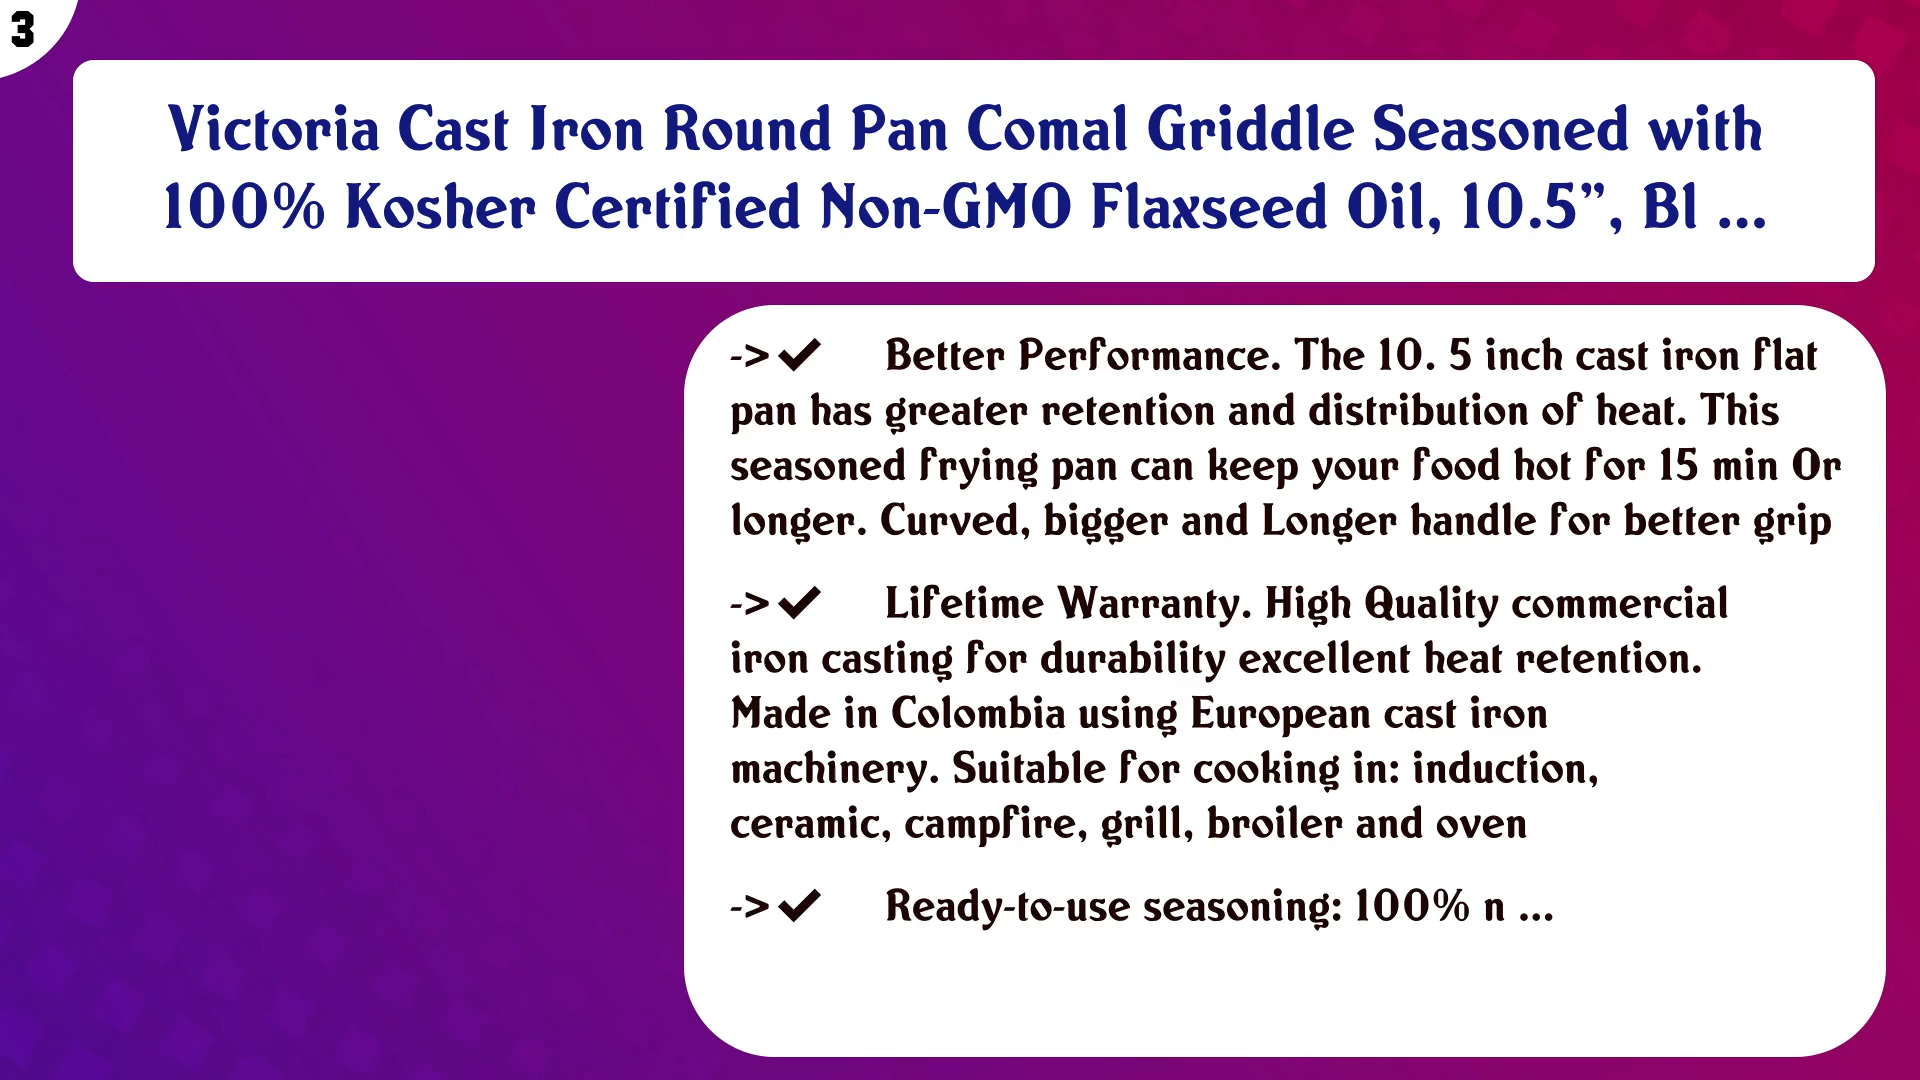 3
Victoria Cast Iron Round Pan Comal Griddle Seasoned with
100% Kosher Certified Non-GMO Flaxseed Oil, 10.5”, Bl ...
->✔ Better Performance. The 10. 5 inch cast iron flat
pan has greater retention and distribution of heat. This
seasoned frying pan can keep your food hot for 15 min Or
longer. Curved, bigger and Longer handle for better grip
->✔ Lifetime Warranty. High Quality commercial
iron casting for durability excellent heat retention.
Made in Colombia using European cast iron
machinery. Suitable for cooking in: induction,
ceramic, campfire, grill, broiler and oven
->✔ Ready-to-use seasoning: 100% n ...